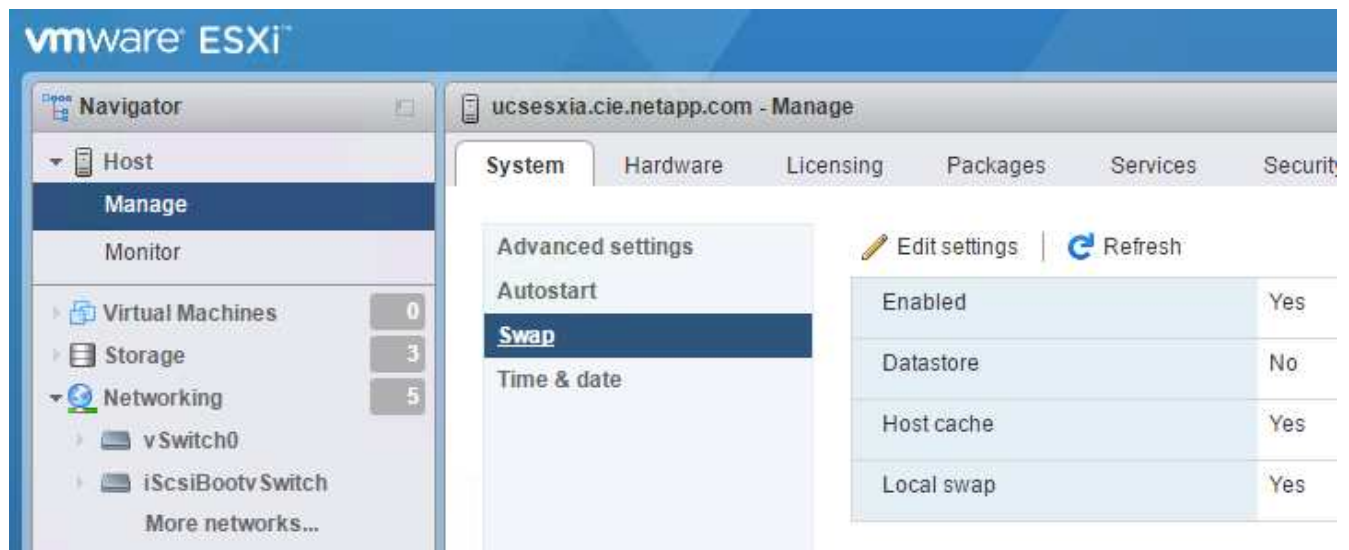 vmware ESXi™
Navigator
Host
Manage
Monitor
Virtual Machines 0
Storage 3
Networking 5
vSwitch0
iScsiBootvSwitch
More networks...
ucsesxia.cie.netapp.com - Manage
System Hardware Licensing Packages Services Security
Advanced settings
Autostart
Swap
Time & date
Edit settings Refresh
Enabled Yes
Datastore No
Host cache Yes
Local swap Yes